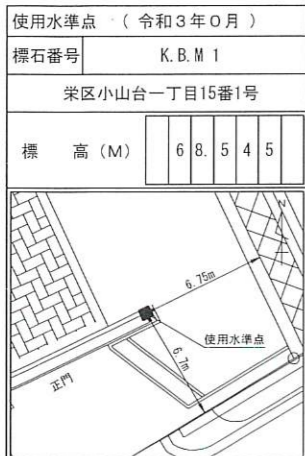 使用水準点 （ 令和３年０月 ）
標石番号 K.B.M 1
栄区小山台一丁目15番1号
標 高（M） 6 8. 5 4 5
N
6.75m
使用水準点
6.7m
正門